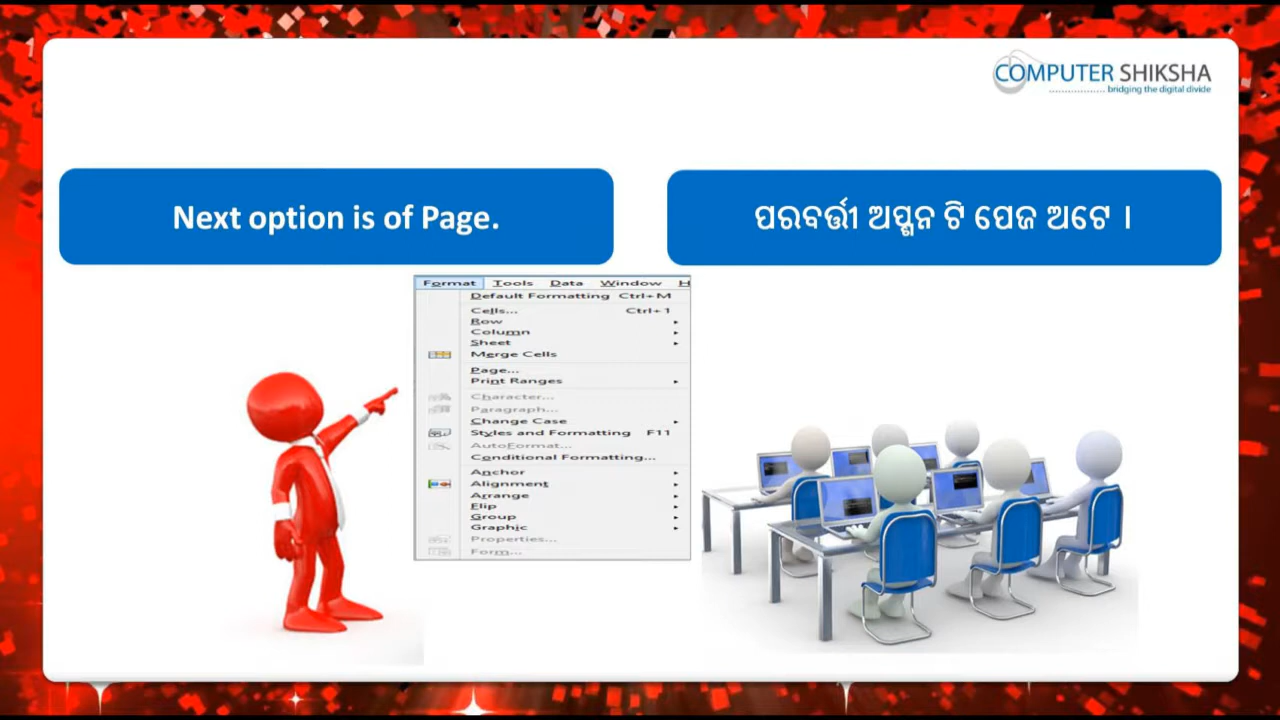 COMPUTER SHIKSHA
bridging the digital divide
Next option is of Page.
ପରବର୍ତ୍ତୀ ଅପ୍ସନ ଟି ପେଜ ଅଟେ ।
Format Tools Data Window H
Default Formatting Ctrl+M
Cells... Ctrl+1
Row
Column
Sheet
Merge Cells
Page...
Print Ranges
Character...
Paragraph...
Change Case
Styles and Formatting F11
AutoFormat...
Conditional Formatting...
Anchor
Alignment
Arrange
Flip
Group
Graphic
Properties...
Form...